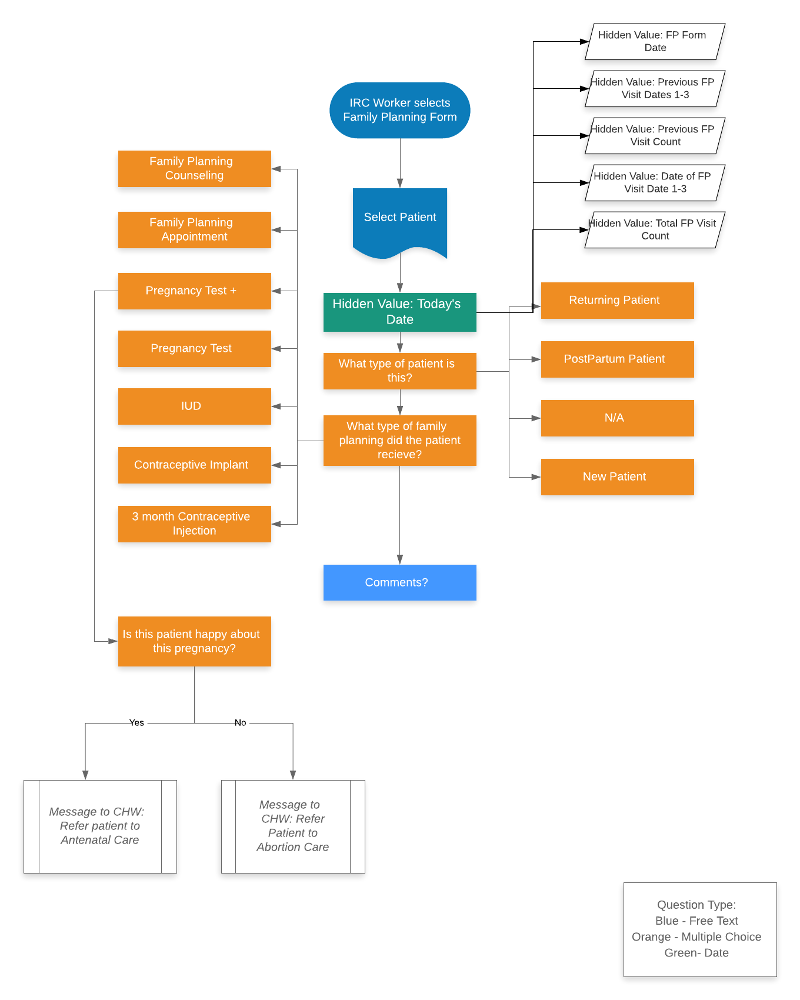 Hidden Value: FP Form
Date
Hidden Value: Previous FP
Visit Dates 1-3
Hidden Value: Previous FP
Visit Count
Hidden Value: Date of FP
Visit Date 1-3
Hidden Value: Total FP Visit
Count
IRC Worker selects
Family Planning Form
Select Patient
Hidden Value: Today's
Date
What type of patient is
this?
What type of family
planning did the patient
recieve?
Comments?
Returning Patient
PostPartum Patient
N/A
New Patient
Family Planning
Counseling
Family Planning
Appointment
Pregnancy Test +
Pregnancy Test
IUD
Contraceptive Implant
3 month Contraceptive
Injection
Is this patient happy about
this pregnancy?
Yes
No
Message to CHW:
Refer patient to
Antenatal Care
Message to
CHW: Refer
Patient to
Abortion Care
Question Type:
Blue - Free Text
Orange - Multiple Choice
Green- Date